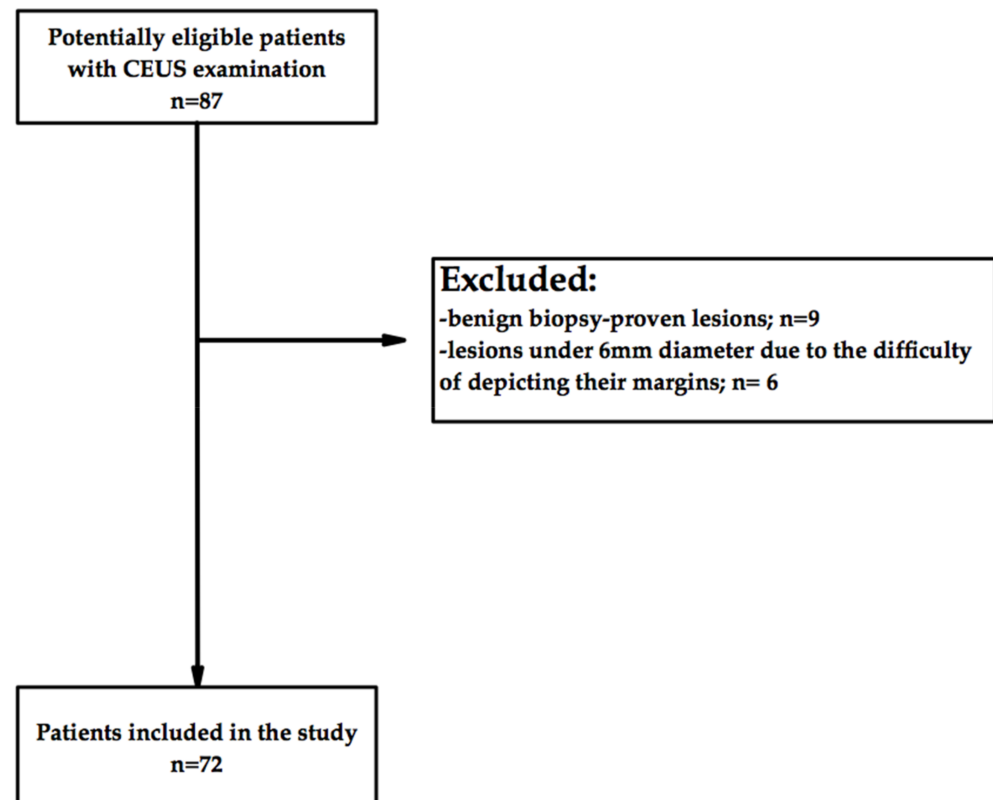 Potentially eligible patients
with CEUS examination
n=87
Excluded:
-benign biopsy-proven lesions; n=9
-lesions under 6mm diameter due to the difficulty
of depicting their margins; n= 6
Patients included in the study
n=72